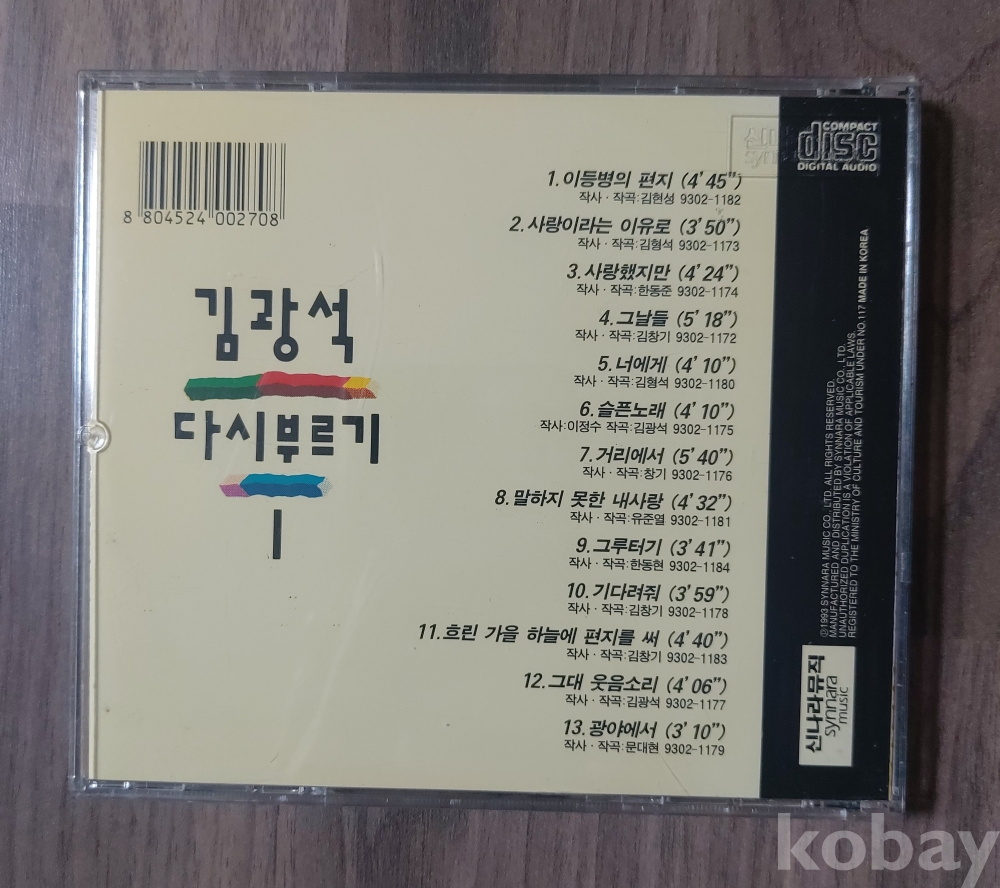 8 804524 002708
김광석
다시부르기
I
1.이등병의 편지 (4'45")
작사·작곡:김현성 9302-1182
2.사랑이라는 이유로 (3'50")
작사·작곡:김형석 9302-1173
3.사랑했지만 (4'24")
작사·작곡:한동준 9302-1174
4.그날들 (5'18")
작사·작곡:김창기 9302-1172
5.너에게 (4'10")
작사·작곡:김형석 9302-1180
6.슬픈노래 (4'10")
작사:이정수 작곡:김광석 9302-1175
7.거리에서 (5'40")
작사·작곡:창기 9302-1176
8.말하지 못한 내사랑 (4'32")
작사·작곡:유준열 9302-1181
9.그루터기 (3'41")
작사·작곡:한동현 9302-1184
10.기다려줘 (3'59")
작사·작곡:김창기 9302-1178
11.흐린 가을 하늘에 편지를 써 (4'40")
작사·작곡:김창기 9302-1183
12.그대 웃음소리 (4'06")
작사·작곡:김광석 9302-1177
13.광야에서 (3'10")
작사·작곡:문대현 9302-1179
COMPACT
disc
DIGITAL AUDIO
℗1993 SYNNARA MUSIC CO., LTD. ALL RIGHTS RESERVED.
MANUFACTURED AND DISTRIBUTED BY SYNNARA MUSIC CO., LTD.
UNAUTHORIZED DUPLICATION IS A VIOLATION OF APPLICABLE LAWS.
REGISTERED TO THE MINISTRY OF CULTURE AND TOURISM UNDER NO.117 MADE IN KOREA
신나라뮤직
synnara
music
kobay